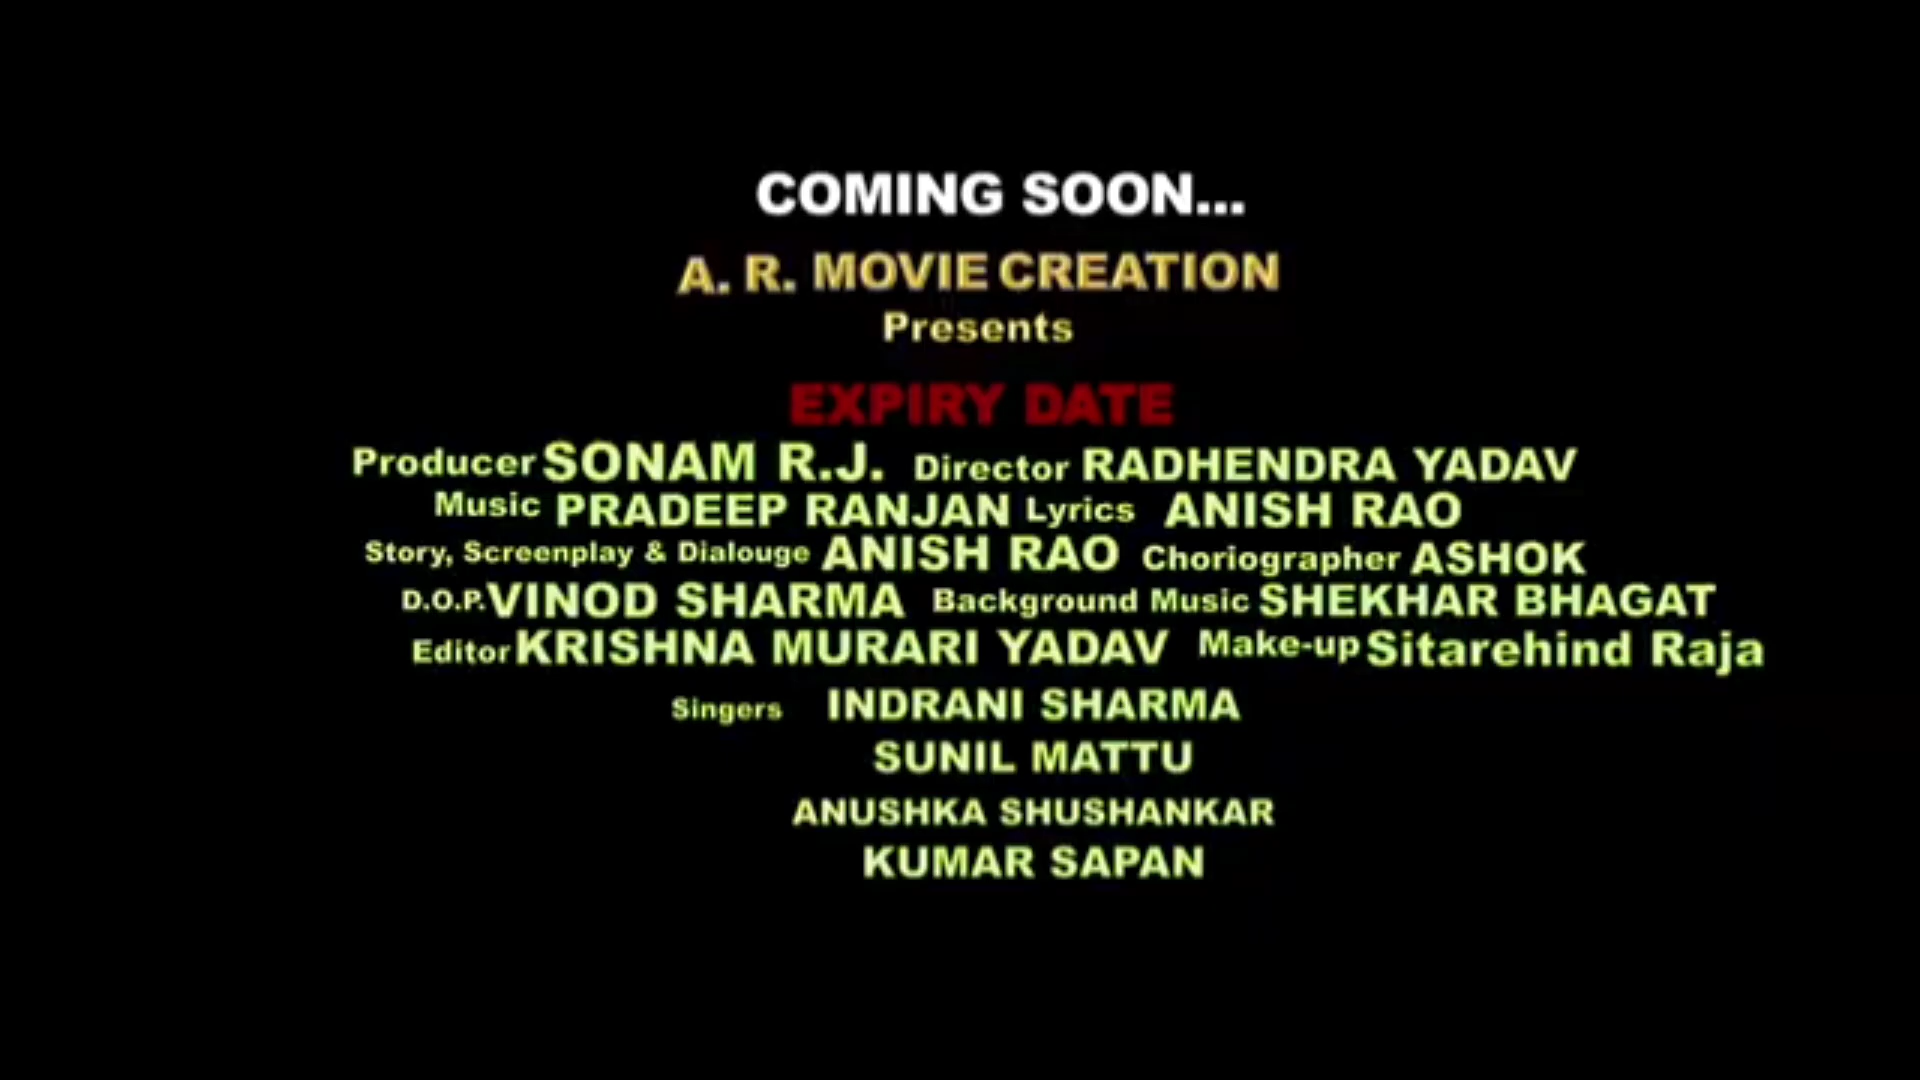 COMING SOON...
A. R. MOVIE CREATION
Presents
EXPIRY DATE
Producer SONAM R.J. Director RADHENDRA YADAV
Music PRADEEP RANJAN Lyrics ANISH RAO
Story, Screenplay & Dialouge ANISH RAO Choriographer ASHOK
D.O.P. VINOD SHARMA Background Music SHEKHAR BHAGAT
Editor KRISHNA MURARI YADAV Make-up Sitarehind Raja
Singers INDRANI SHARMA
SUNIL MATTU
ANUSHKA SHUSHANKAR
KUMAR SAPAN